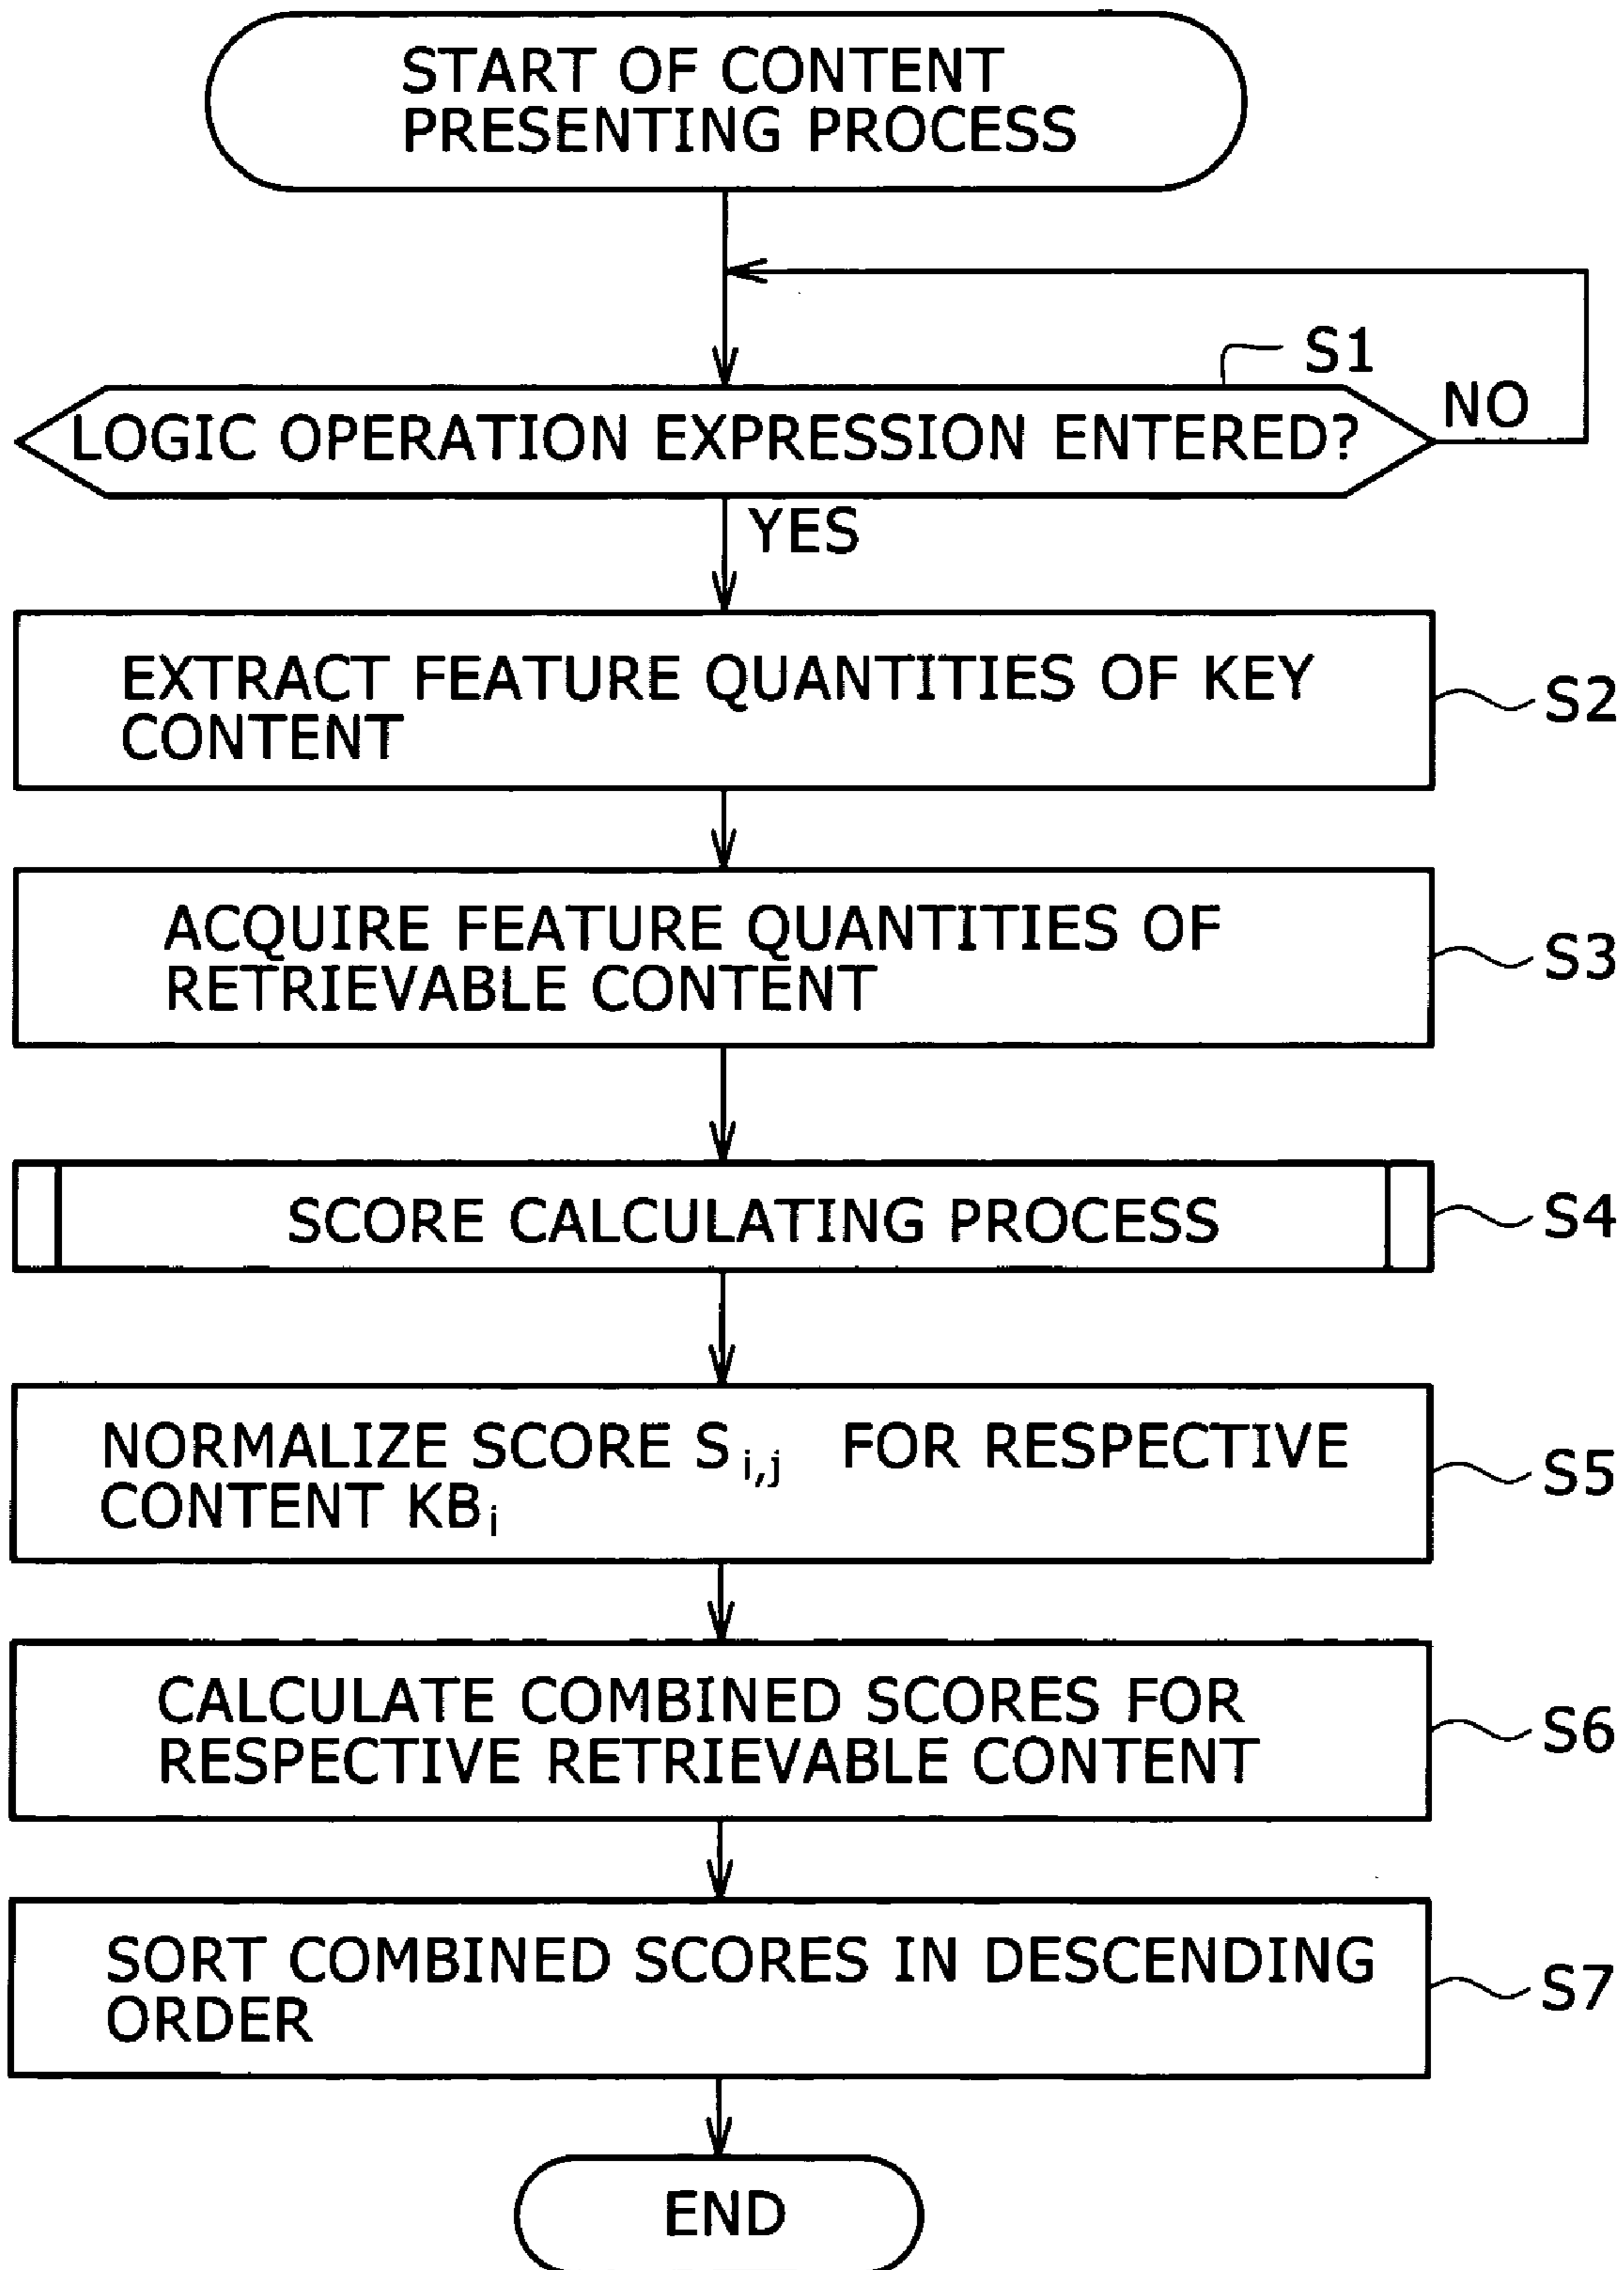 START OF CONTENT
PRESENTING PROCESS
S1
LOGIC OPERATION EXPRESSION ENTERED?
NO
YES
EXTRACT FEATURE QUANTITIES OF KEY
CONTENT
S2
ACQUIRE FEATURE QUANTITIES OF
RETRIEVABLE CONTENT
S3
SCORE CALCULATING PROCESS
S4
NORMALIZE SCORE S i,j FOR RESPECTIVE
CONTENT KB i
S5
CALCULATE COMBINED SCORES FOR
RESPECTIVE RETRIEVABLE CONTENT
S6
SORT COMBINED SCORES IN DESCENDING
ORDER
S7
END